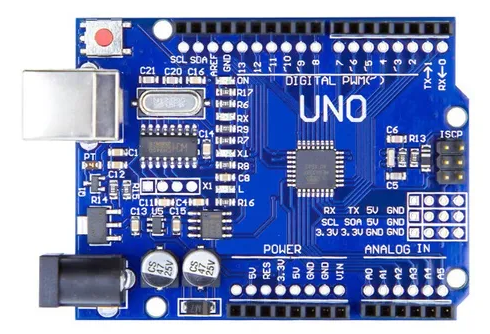 SCL SDA AREF GND 13 12 11 10 9 8 7 6 5 4 3 2 TX→1 RX←0
DIGITAL PWM(~)
UNO
C21 C20 C16
ON
R17
R6
RX
R9
R7
TX
R8
C8
L
R16
C14
PT
C1
C12
R14
R15
X1
C11 C4
C13 U5 C15
C6
R13
C5
ISCP
RX TX 5V GND
SCL SDA 5V GND
3.3V 3.3V GND GND
CS
47
25V
CS
47
25V
POWER
5V RES 3.3V 5V GND GND VIN
ANALOG IN
A0 A1 A2 A3 A4 A5